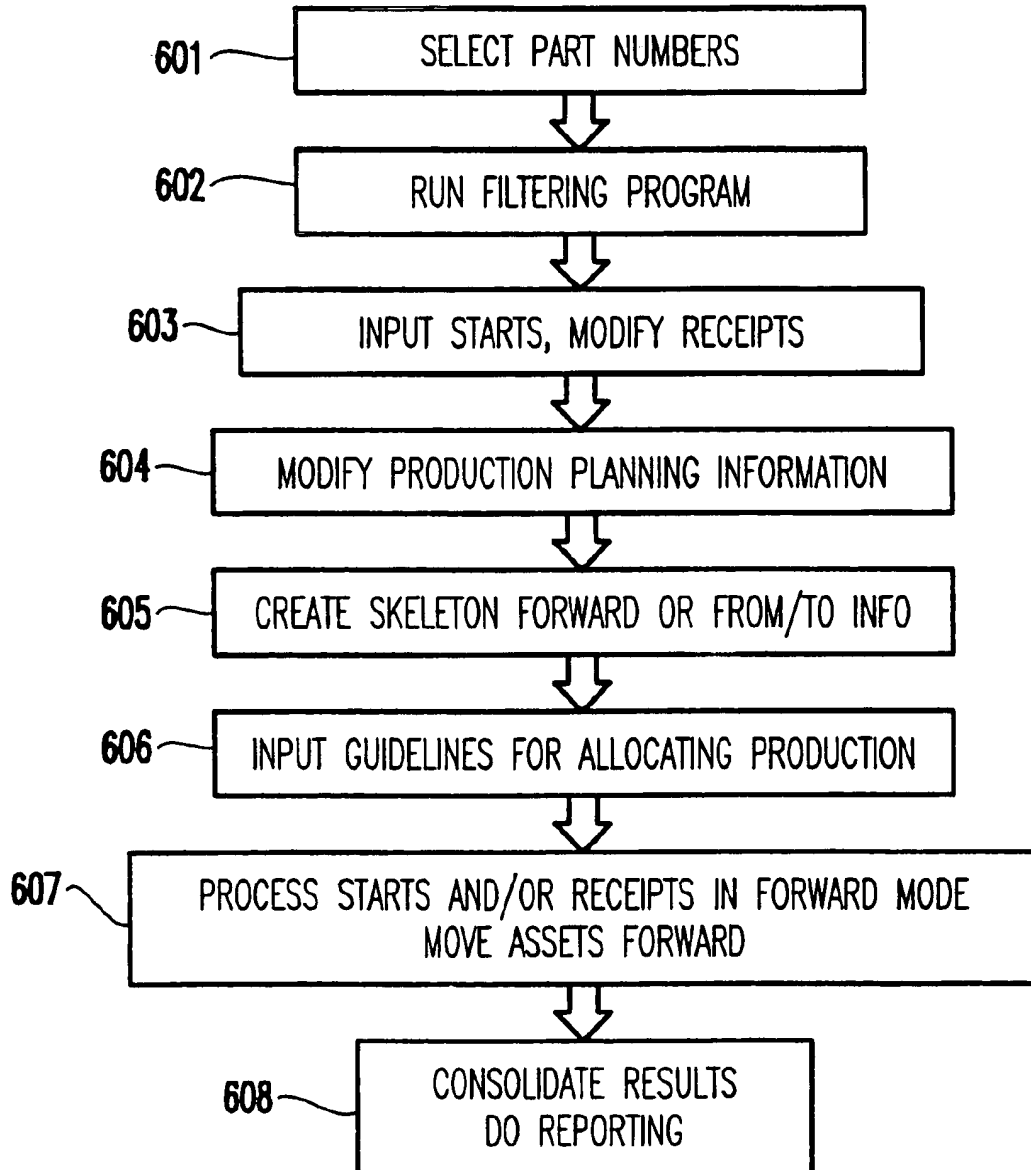 601 SELECT PART NUMBERS
602 RUN FILTERING PROGRAM
603 INPUT STARTS, MODIFY RECEIPTS
604 MODIFY PRODUCTION PLANNING INFORMATION
605 CREATE SKELETON FORWARD OR FROM/TO INFO
606 INPUT GUIDELINES FOR ALLOCATING PRODUCTION
607 PROCESS STARTS AND/OR RECEIPTS IN FORWARD MODE
MOVE ASSETS FORWARD
608 CONSOLIDATE RESULTS
DO REPORTING